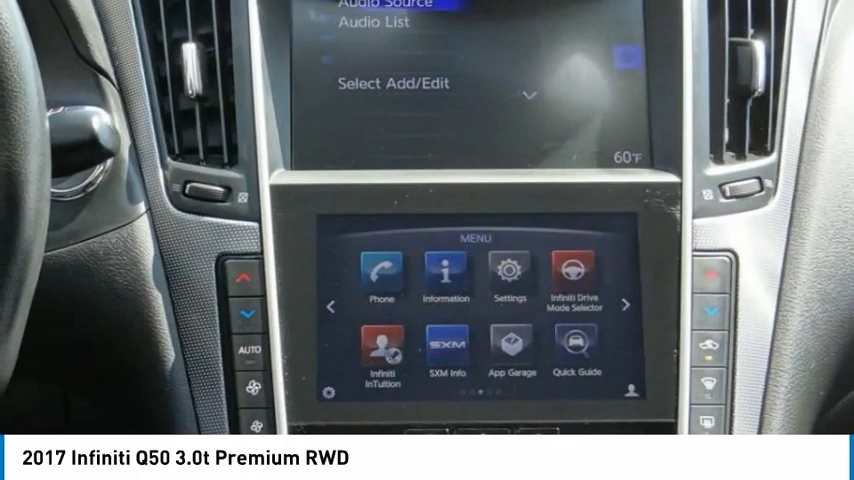 Audio Source
Audio List
Select Add/Edit
60°F
MENU
Phone
Information
Settings
Infiniti Drive
Mode Selector
AUTO
SXM
Infiniti
InTuition
SXM Info
App Garage
Quick Guide
2017 Infiniti Q50 3.0t Premium RWD